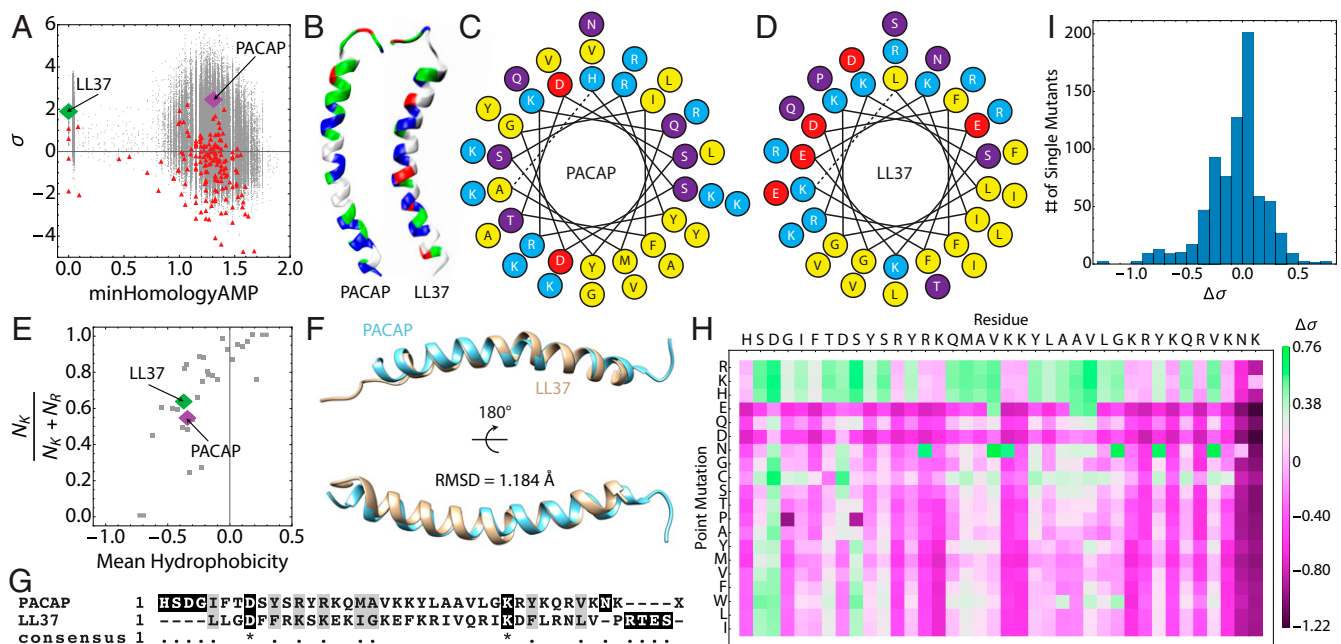 A
σ
6
4
2
0
−2
−4
LL37
PACAP
0.0 0.5 1.0 1.5 2.0
minHomologyAMP
B
PACAP LL37
C
PACAP
D
LL37
I
# of Single Mutants
200
150
100
50
0
−1.0 −0.5 0.0 0.5
Δσ
E
N_K
N_K + N_R
1.0
0.8
0.6
0.4
0.2
0.0
LL37
PACAP
−1.0 −0.5 0.0 0.5
Mean Hydrophobicity
F
PACAP
LL37
180°
RMSD = 1.184 Å
G
PACAP 1 HSDGIFTDSYSRYRKQMAVKKYLAAVLGKRYKQRVKNK----X
LL37 1 --LLGDFFRKSKEKIGKEFKRIVQRIKDFLRNLV-PRTES-
consensus 1
H
Residue
H S D G I F T D S Y S R Y R K Q M A V K K Y L A A V L G K R Y K Q R V K N K
Point Mutation
R
K
H
E
Q
D
N
G
C
S
T
P
A
Y
M
V
F
W
L
I
Δσ
0.76
0.38
0
−0.40
−0.80
−1.22